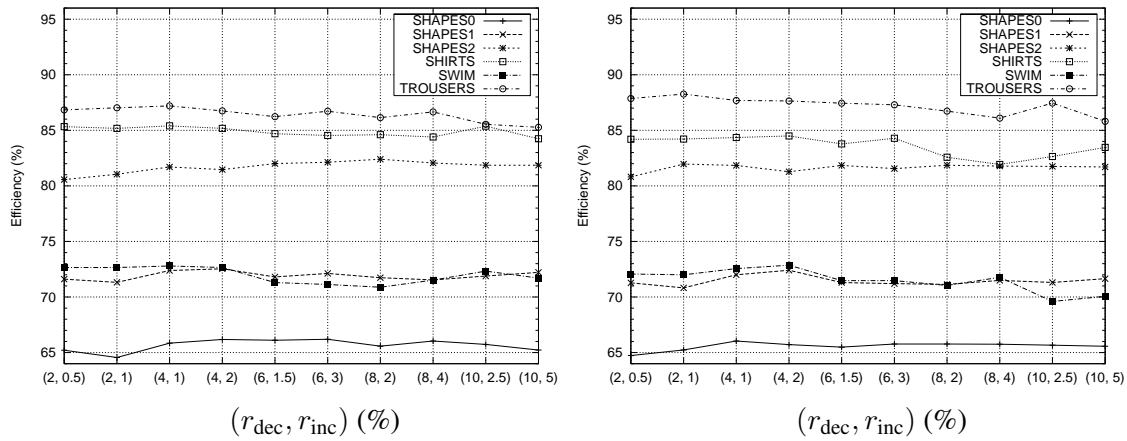 95
90
85
80
75
70
65
Efficiency (%)
SHAPES0
SHAPES1
SHAPES2
SHIRTS
SWIM
TROUSERS
(2, 0.5) (2, 1) (4, 1) (4, 2) (6, 1.5) (6, 3) (8, 2) (8, 4) (10, 2.5) (10, 5)
(r_dec, r_inc) (%)
95
90
85
80
75
70
65
Efficiency (%)
SHAPES0
SHAPES1
SHAPES2
SHIRTS
SWIM
TROUSERS
(2, 0.5) (2, 1) (4, 1) (4, 2) (6, 1.5) (6, 3) (8, 2) (8, 4) (10, 2.5) (10, 5)
(r_dec, r_inc) (%)